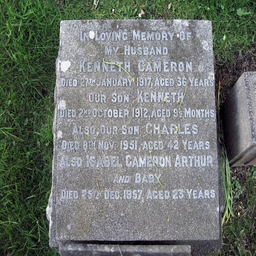 In Loving Memory of
My Husband
Kenneth Cameron
Died 27th January 1917, aged 36 years
Our Son Kenneth
Died 2nd October 1912, aged 9½ months
Also, Our Son Charles
Died 8th Nov. 1951, aged 42 years
Also Isabel Cameron Arthur
and Baby
Died 25th Dec. 1957, aged 23 years